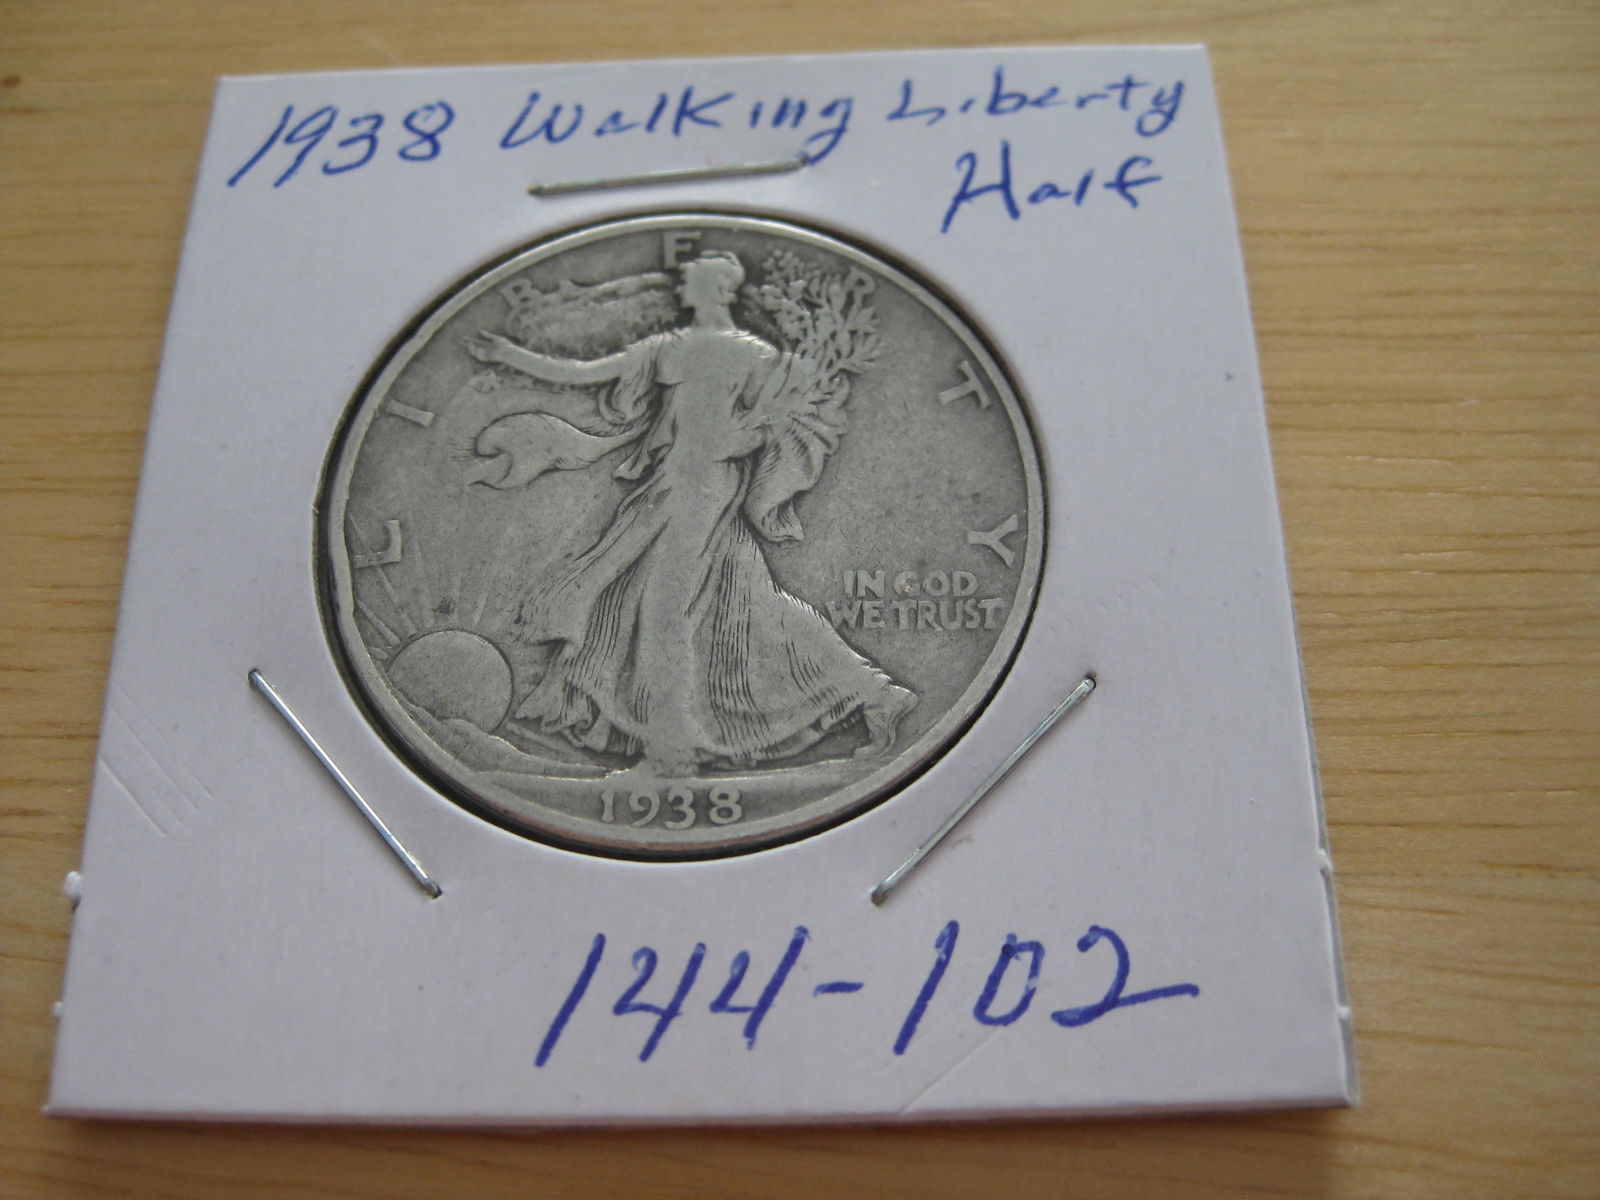 1938 Walking Liberty
Half
LIBERTY
IN GOD
WE TRUST
1938
144-102